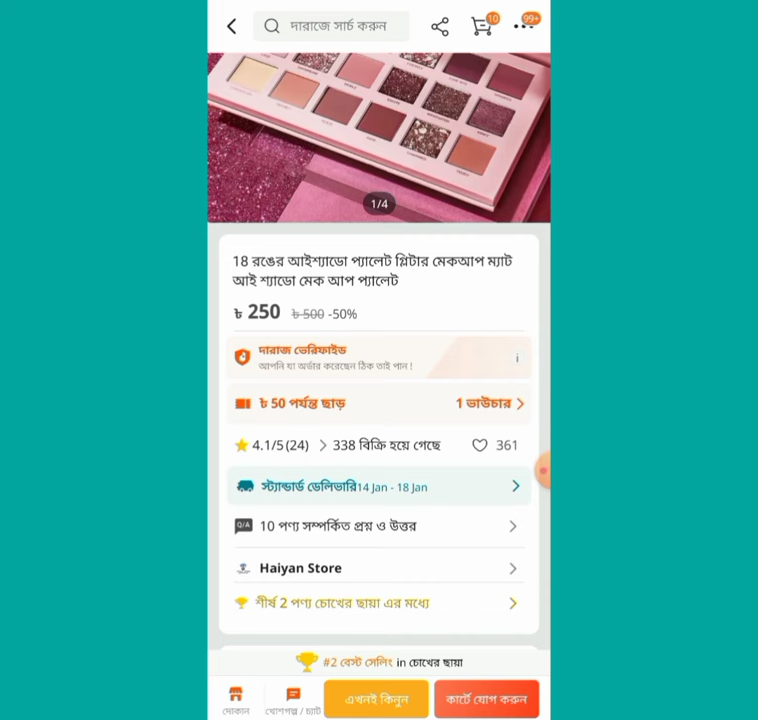 দারাজে সার্চ করুন
10
99+
1/4
18 রঙের আইশ্যাডো প্যালেট গ্লিটার মেকআপ ম্যাট
আই শ্যাডো মেক আপ প্যালেট
৳ 250 ৳ 500 -50%
দারাজ ভেরিফাইড
আপনি যা অর্ডার করেছেন ঠিক তাই পান !
৳ 50 পর্যন্ত ছাড় 1 ভাউচার
4.1/5 (24) 338 বিক্রি হয়ে গেছে 361
স্ট্যান্ডার্ড ডেলিভারি14 Jan - 18 Jan
Q/A 10 পণ্য সম্পর্কিত প্রশ্ন ও উত্তর
Haiyan Store
শীর্ষ 2 পণ্য চোখের ছায়া এর মধ্যে
#2 বেস্ট সেলিং in চোখের ছায়া
দোকান
খোশগল্প / চ্যাট
এখনই কিনুন
কার্টে যোগ করুন